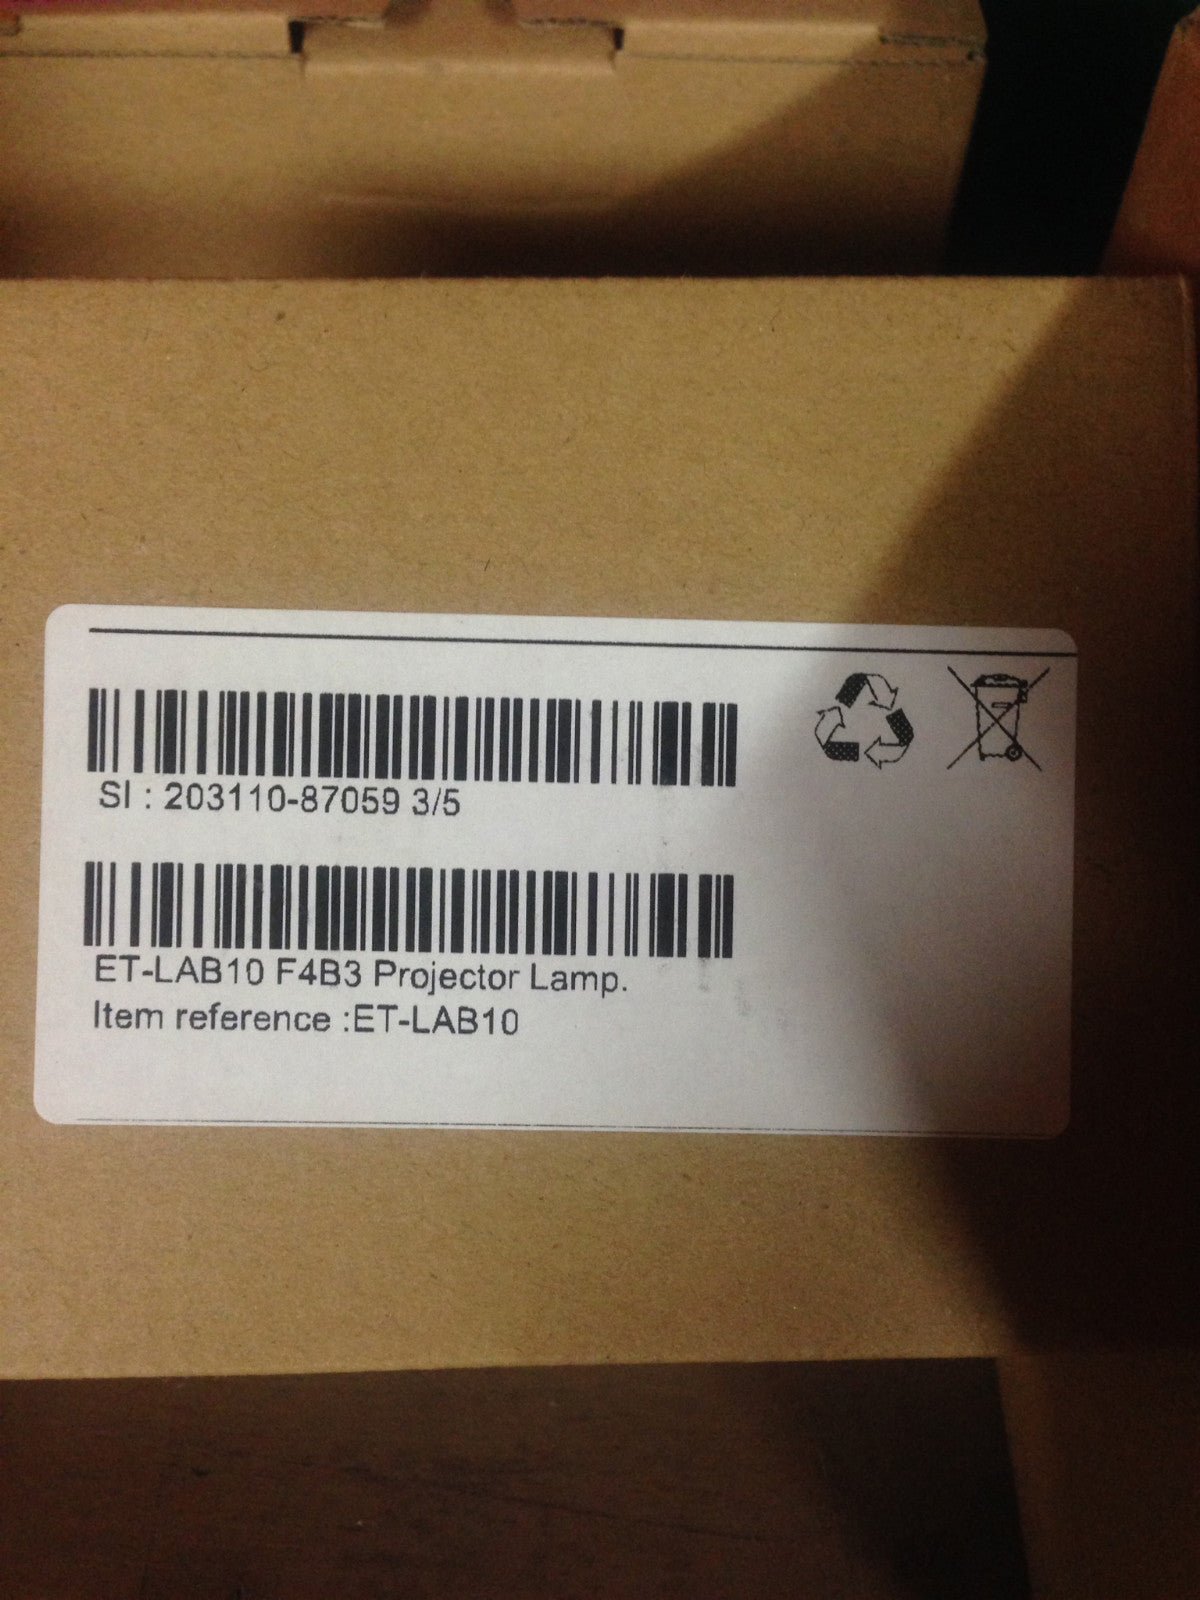 SI : 203110-87059 3/5
ET-LAB10 F4B3 Projector Lamp.
Item reference :ET-LAB10